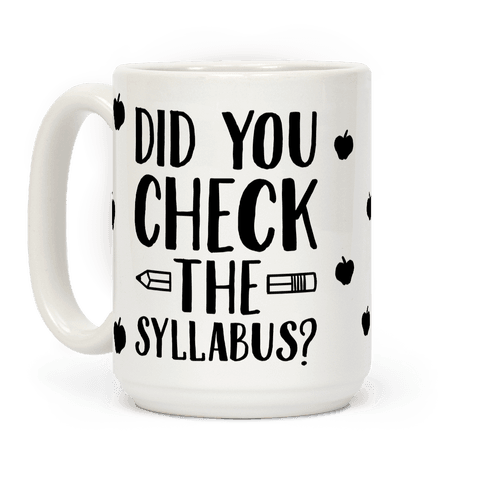 DID YOU
CHECK
THE
SYLLABUS?